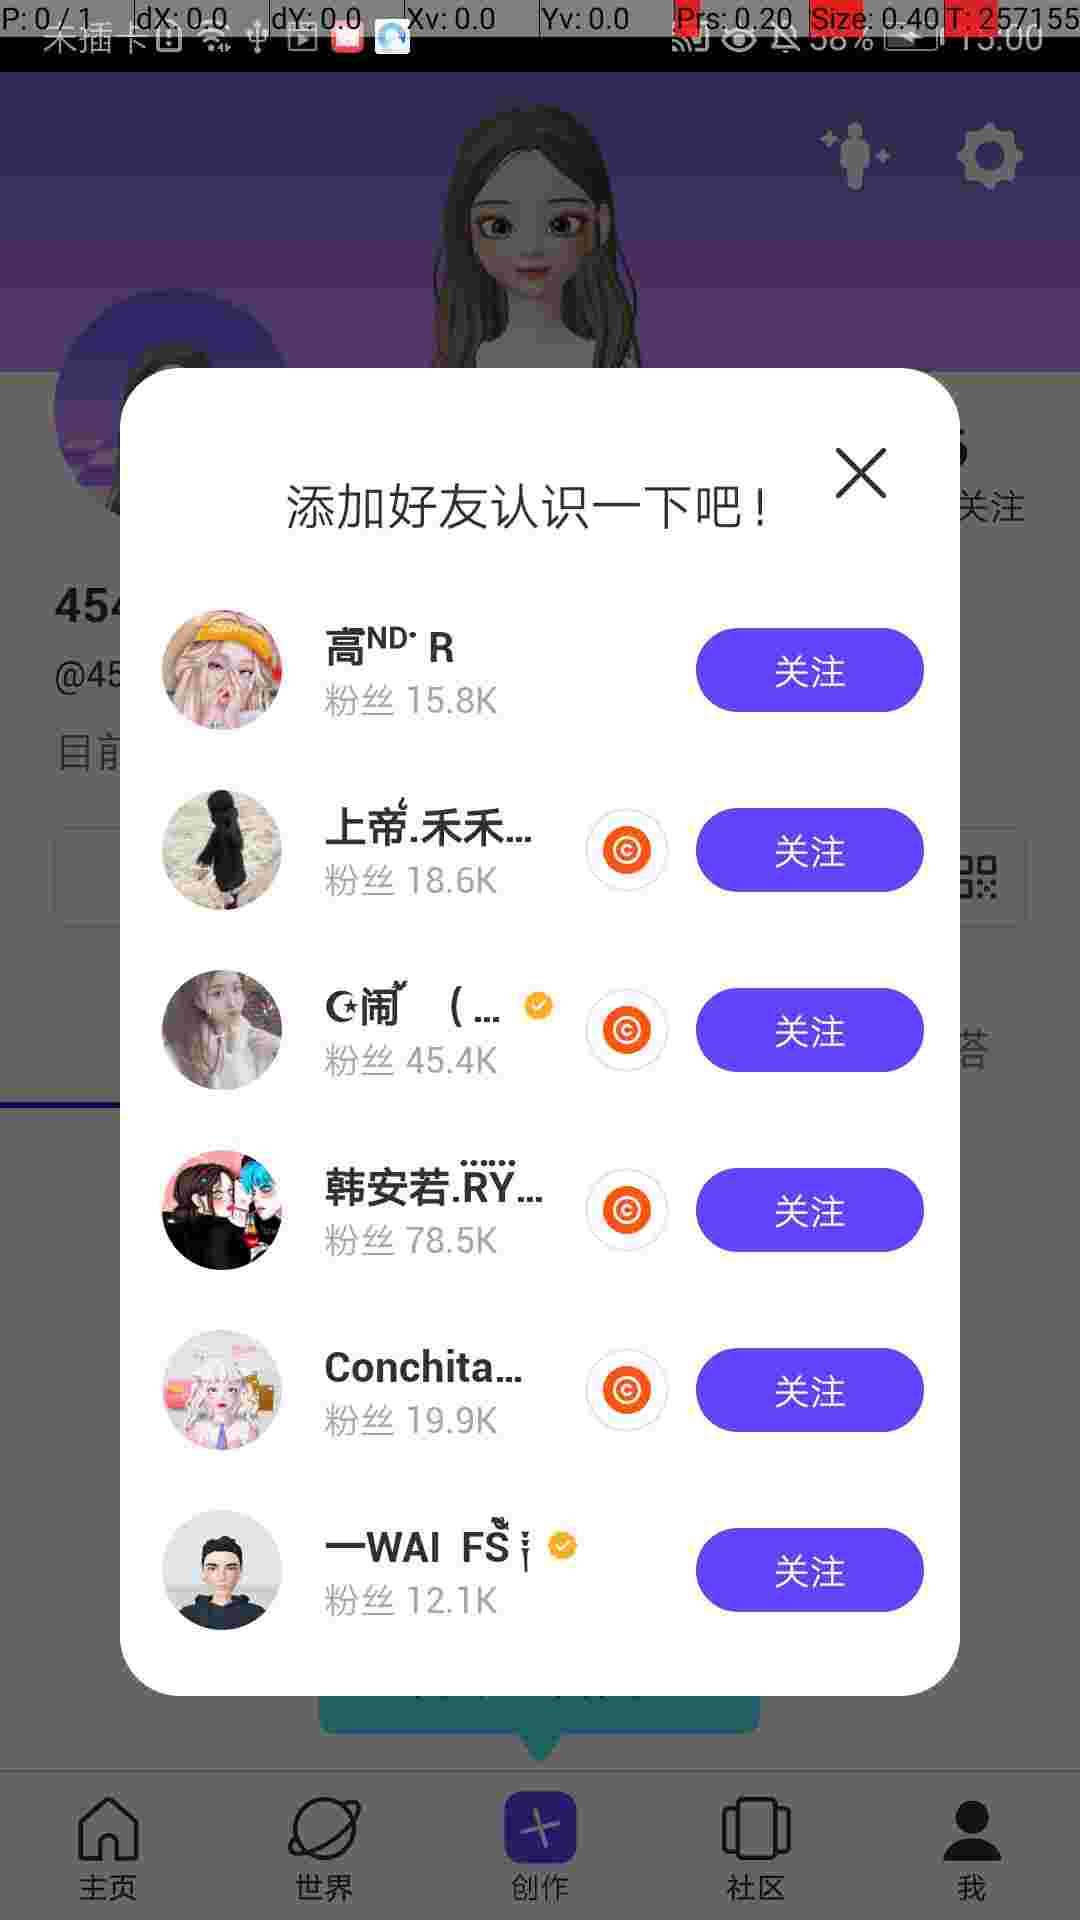 P: 0 / 1 dX: 0.0 dY: 0.0 Xv: 0.0 Yv: 0.0 Prs: 0.20 Size: 0.40 T: 257155
未插卡 58% 15:00
添加好友认识一下吧！
关注
454
@45
高ᴺᴰ· R
粉丝 15.8K
关注
目前
上帝.禾禾...
粉丝 18.6K
关注
☪闹 ( ...
粉丝 45.4K
关注
答
韩安若.RY...
粉丝 78.5K
关注
Conchita...
粉丝 19.9K
关注
一WAI FS
粉丝 12.1K
关注
主页 世界 创作 社区 我